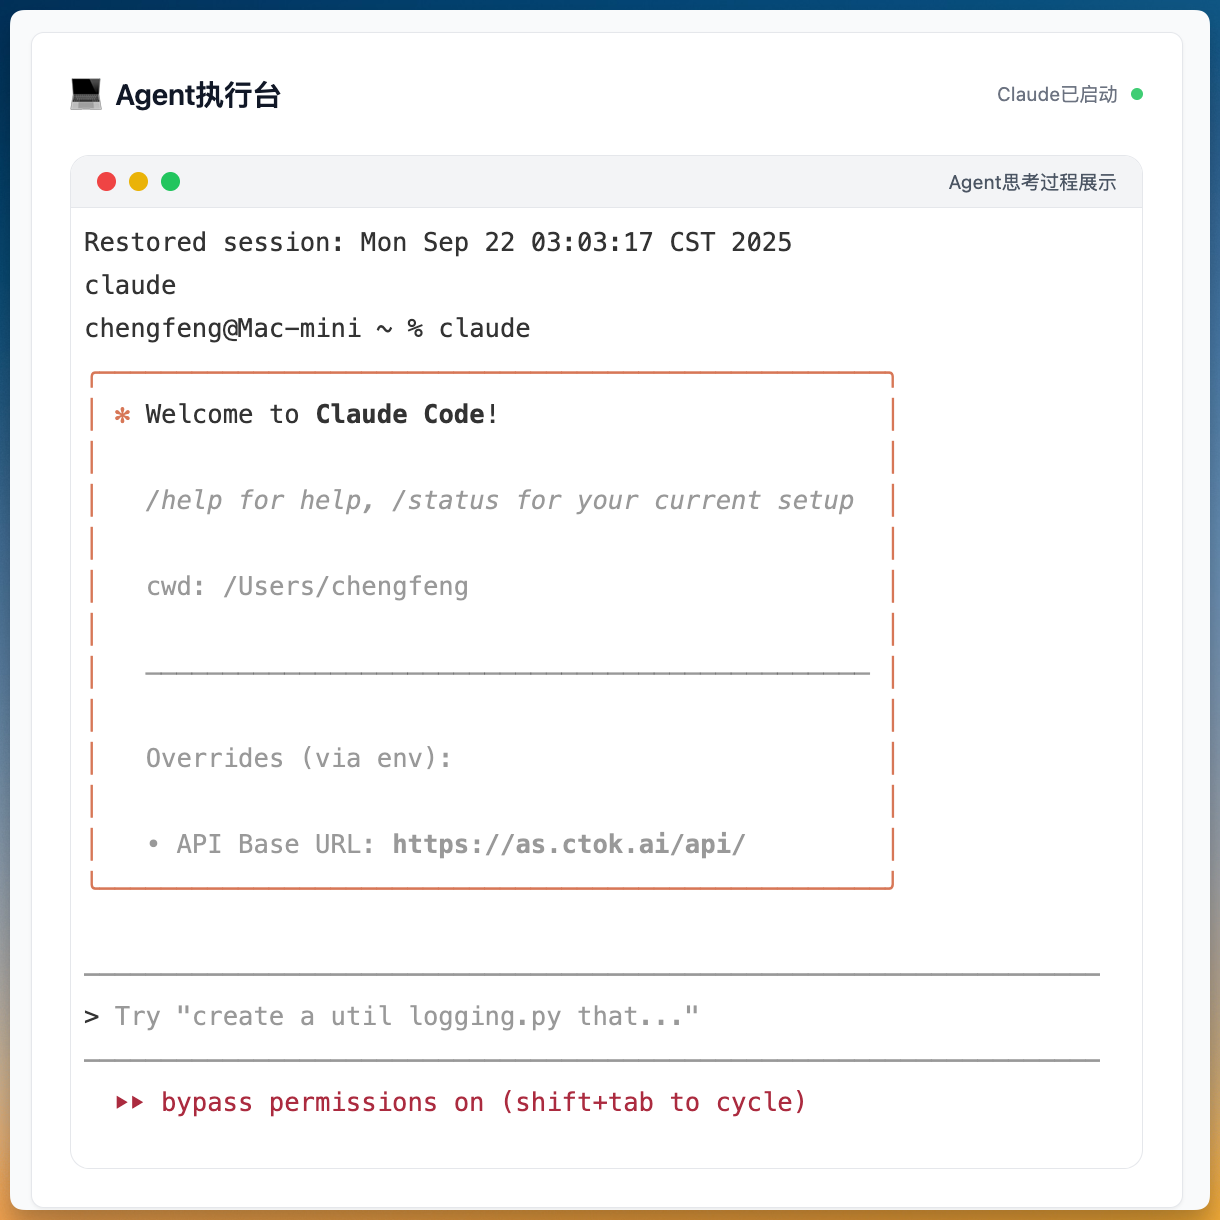 Agent执行台
Claude已启动
Agent思考过程展示
Restored session: Mon Sep 22 03:03:17 CST 2025
claude
chengfeng@Mac-mini ~ % claude
✻ Welcome to Claude Code!
/help for help, /status for your current setup
cwd: /Users/chengfeng
Overrides (via env):
• API Base URL: https://as.ctok.ai/api/
> Try "create a util logging.py that..."
⏵⏵ bypass permissions on (shift+tab to cycle)